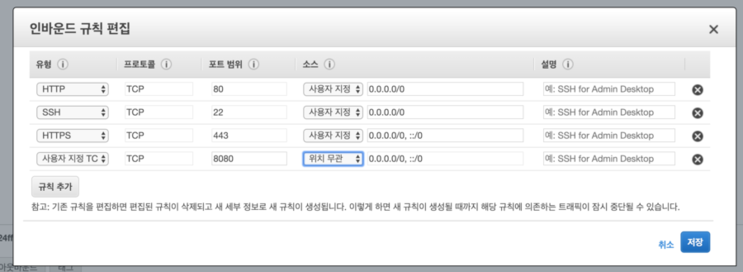 인바운드 규칙 편집
유형 프로토콜 포트 범위 소스 설명
HTTP TCP 80 사용자 지정 0.0.0.0/0 예: SSH for Admin Desktop
SSH TCP 22 사용자 지정 0.0.0.0/0 예: SSH for Admin Desktop
HTTPS TCP 443 사용자 지정 0.0.0.0/0, ::/0 예: SSH for Admin Desktop
사용자 지정 TC TCP 8080 위치 무관 0.0.0.0/0, ::/0 예: SSH for Admin Desktop
규칙 추가
참고: 기존 규칙을 편집하면 편집된 규칙이 삭제되고 새 세부 정보로 새 규칙이 생성됩니다. 이렇게 하면 새 규칙이 생성될 때까지 해당 규칙에 의존하는 트래픽이 잠시 중단될 수 있습니다.
취소 저장